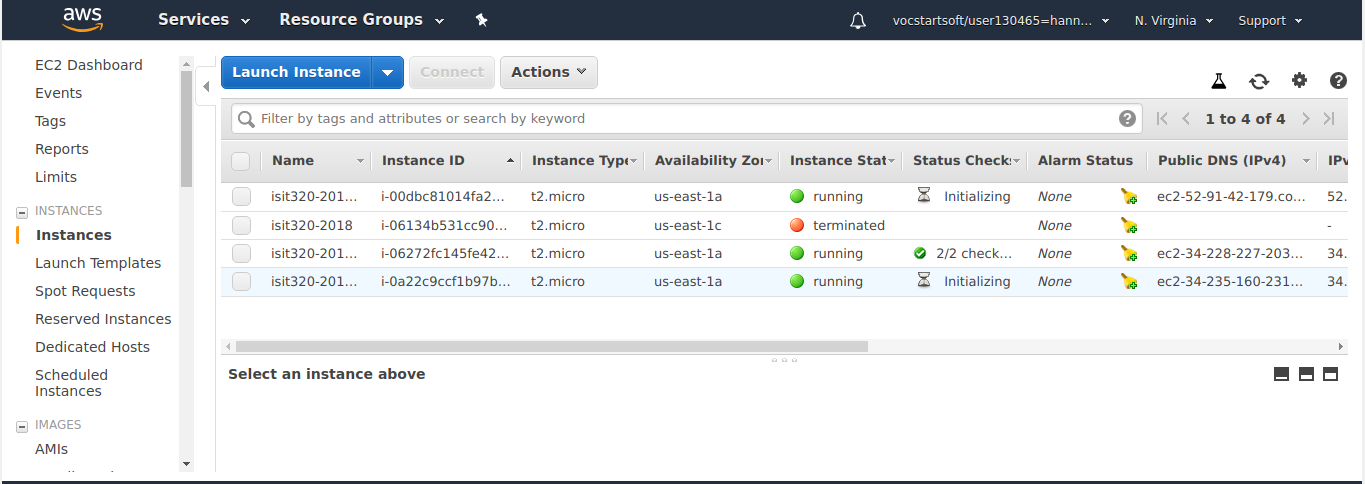 aws Services Resource Groups vocstartsoft/user130465=hann... N. Virginia Support
EC2 Dashboard
Events
Tags
Reports
Limits
INSTANCES
Instances
Launch Templates
Spot Requests
Reserved Instances
Dedicated Hosts
Scheduled
Instances
IMAGES
AMIs
Launch Instance Connect Actions
Filter by tags and attributes or search by keyword 1 to 4 of 4
Name Instance ID Instance Type Availability Zo Instance Stat Status Check Alarm Status Public DNS (IPv4) IPv
isit320-201... i-00dbc81014fa2... t2.micro us-east-1a running Initializing None ec2-52-91-42-179.co... 52.
isit320-2018 i-06134b531cc90... t2.micro us-east-1c terminated None -
isit320-201... i-06272fc145fe42... t2.micro us-east-1a running 2/2 check... None ec2-34-228-227-203... 34.
isit320-201... i-0a22c9ccf1b97b... t2.micro us-east-1a running Initializing None ec2-34-235-160-231... 34.
Select an instance above